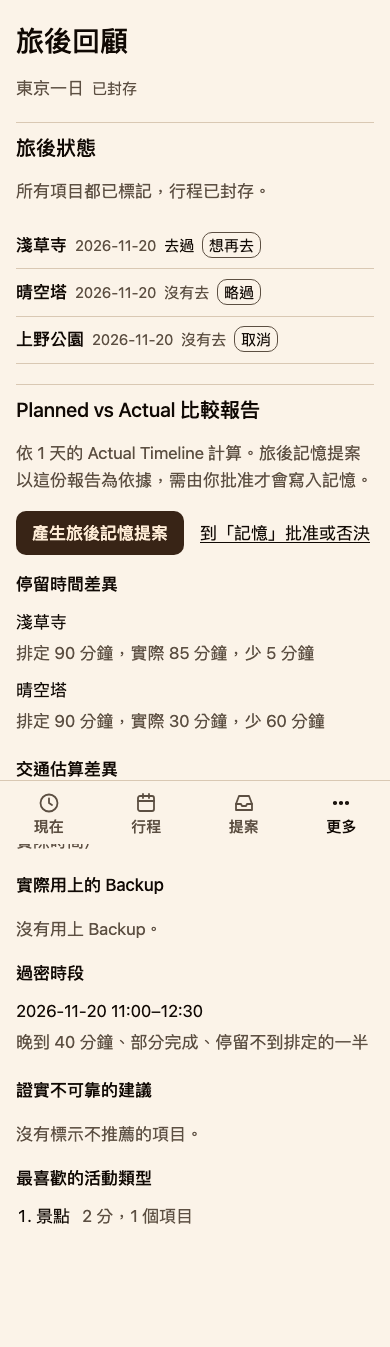 旅後回顧
東京一日 已封存
旅後狀態
所有項目都已標記，行程已封存。
淺草寺 2026-11-20 去過 想再去
晴空塔 2026-11-20 沒有去 略過
上野公園 2026-11-20 沒有去 取消
Planned vs Actual 比較報告
依 1 天的 Actual Timeline 計算。旅後記憶提案
以這份報告為依據，需由你批准才會寫入記憶。
產生旅後記憶提案 到「記憶」批准或否決
停留時間差異
淺草寺
排定 90 分鐘，實際 85 分鐘，少 5 分鐘
晴空塔
排定 90 分鐘，實際 30 分鐘，少 60 分鐘
交通估算差異
現在 行程 提案 更多
實際用上的 Backup
沒有用上 Backup。
過密時段
2026-11-20 11:00–12:30
晚到 40 分鐘、部分完成、停留不到排定的一半
證實不可靠的建議
沒有標示不推薦的項目。
最喜歡的活動類型
1. 景點 2 分，1 個項目